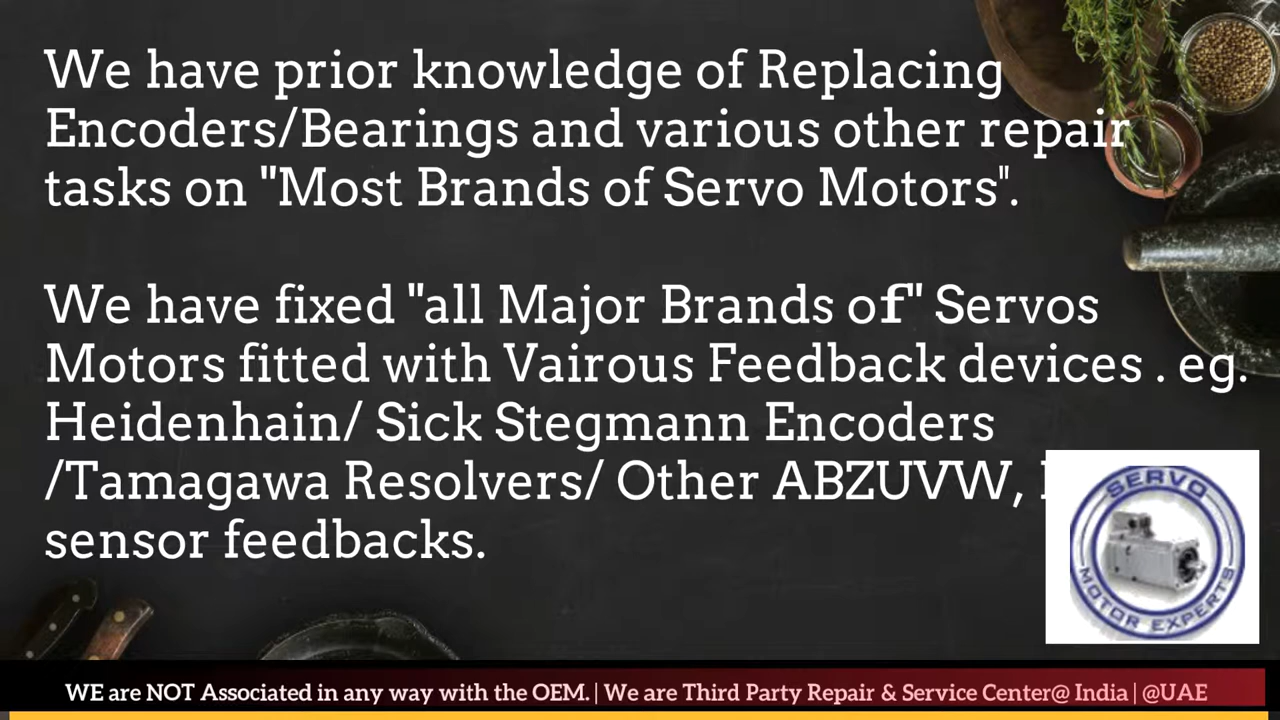 We have prior knowledge of Replacing
Encoders/Bearings and various other repair
tasks on "Most Brands of Servo Motors".
We have fixed "all Major Brands of" Servos
Motors fitted with Vairous Feedback devices . eg.
Heidenhain/ Sick Stegmann Encoders
/Tamagawa Resolvers/ Other ABZUVW,
sensor feedbacks.
SERVO
MOTOR EXPERTS
WE are NOT Associated in any way with the OEM. | We are Third Party Repair & Service Center@ India | @UAE